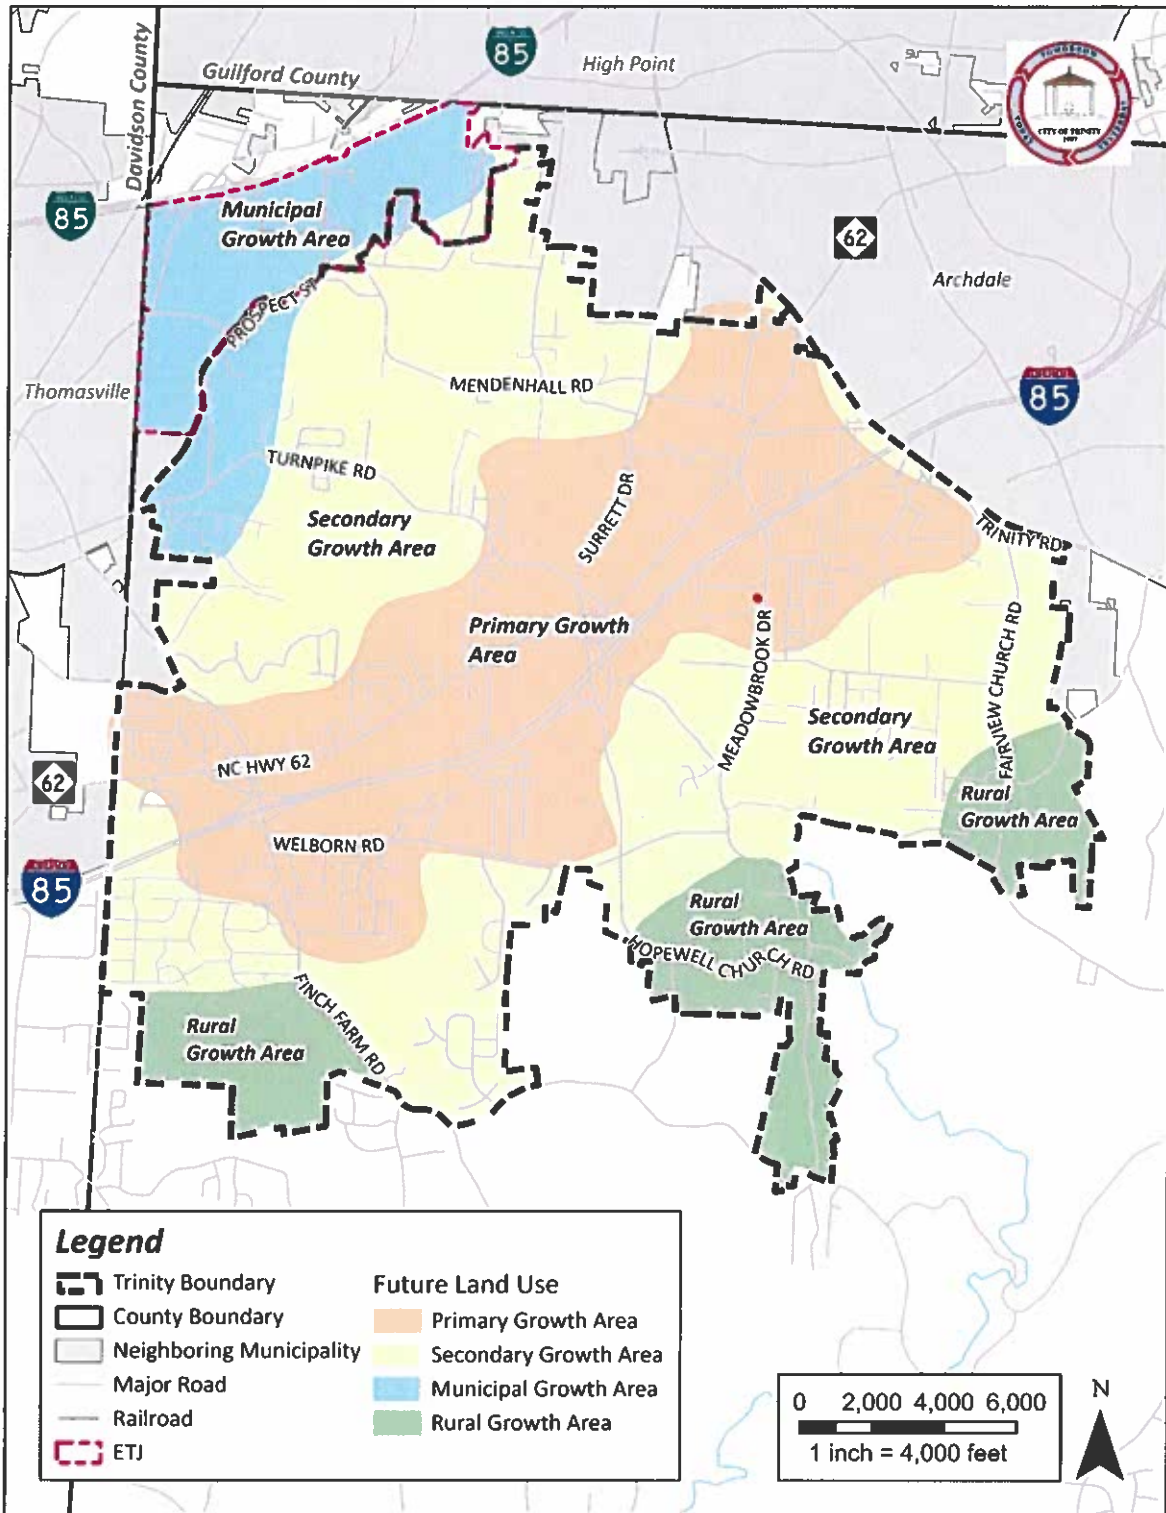 85
High Point
Guilford County
Davidson County
CITY OF TRINITY
1997
85
Municipal
Growth Area
62
Archdale
PROSPECT ST
Thomasville
MENDENHALL RD
85
TURNPIKE RD
SURRETT DR
Secondary
Growth Area
TRINITY RD
Primary Growth
Area
MEADOWBROOK DR
FAIRVIEW CHURCH RD
Secondary
Growth Area
NC HWY 62
62
Rural
Growth Area
WELBORN RD
85
Rural
Growth Area
HOPEWELL CHURCH RD
FINCH FARM RD
Rural
Growth Area
Legend
Trinity Boundary
County Boundary
Neighboring Municipality
Major Road
Railroad
ETJ
Future Land Use
Primary Growth Area
Secondary Growth Area
Municipal Growth Area
Rural Growth Area
0 2,000 4,000 6,000
1 inch = 4,000 feet
N